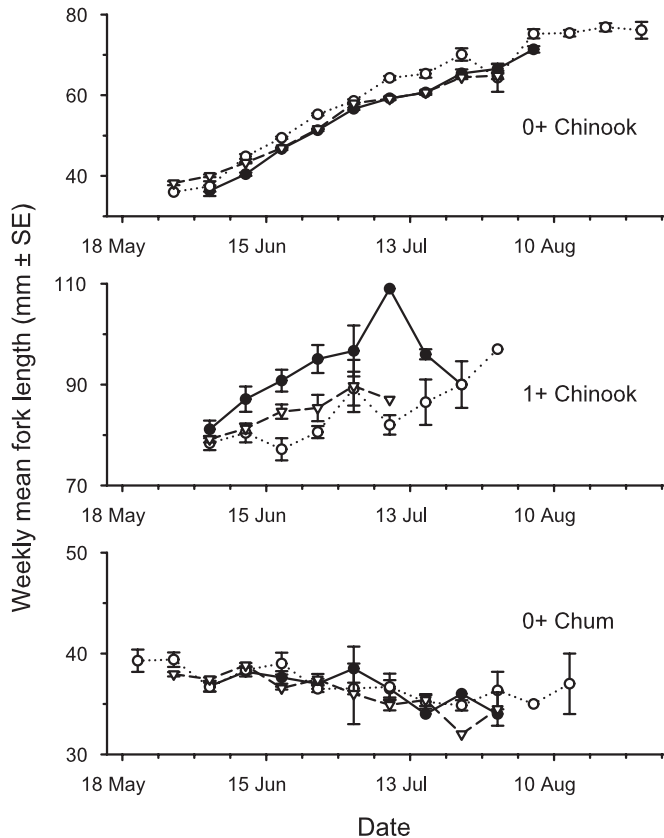 Weekly mean fork length (mm ± SE)
80
60
40
0+ Chinook
18 May 15 Jun 13 Jul 10 Aug
110
90
70
1+ Chinook
18 May 15 Jun 13 Jul 10 Aug
50
40
30
0+ Chum
18 May 15 Jun 13 Jul 10 Aug
Date